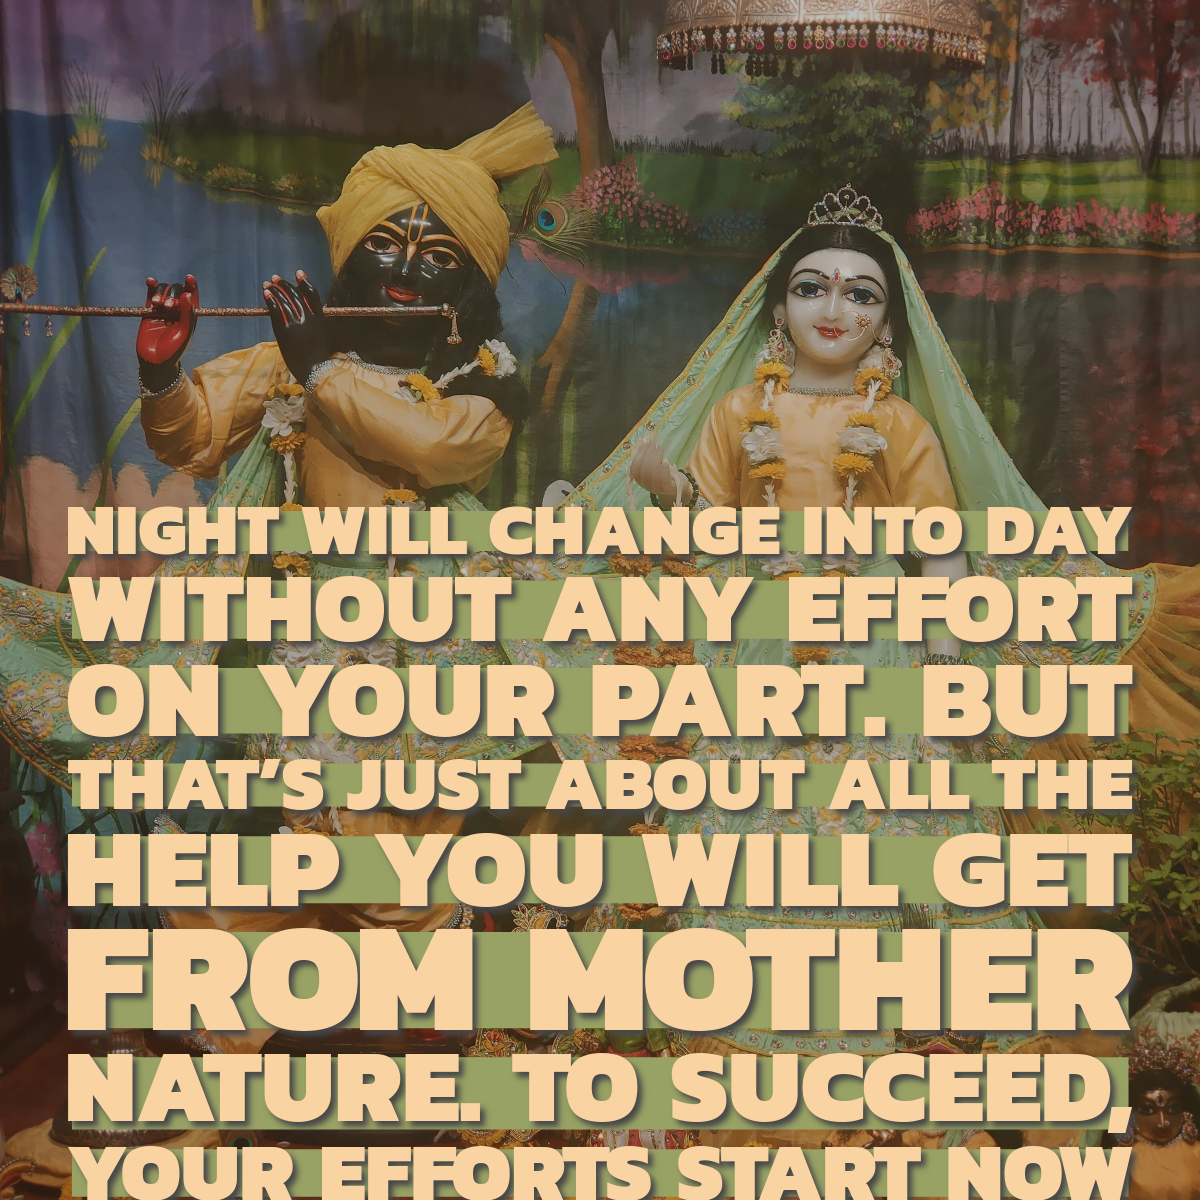 NIGHT WILL CHANGE INTO DAY
WITHOUT ANY EFFORT
ON YOUR PART. BUT
THAT'S JUST ABOUT ALL THE
HELP YOU WILL GET
FROM MOTHER
NATURE. TO SUCCEED,
YOUR EFFORTS START NOW